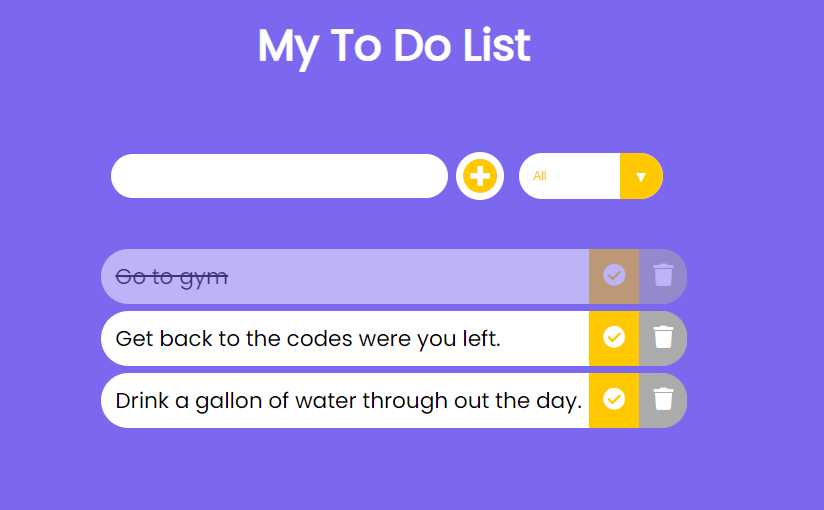 My To Do List
All
Go to gym
Get back to the codes were you left.
Drink a gallon of water through out the day.